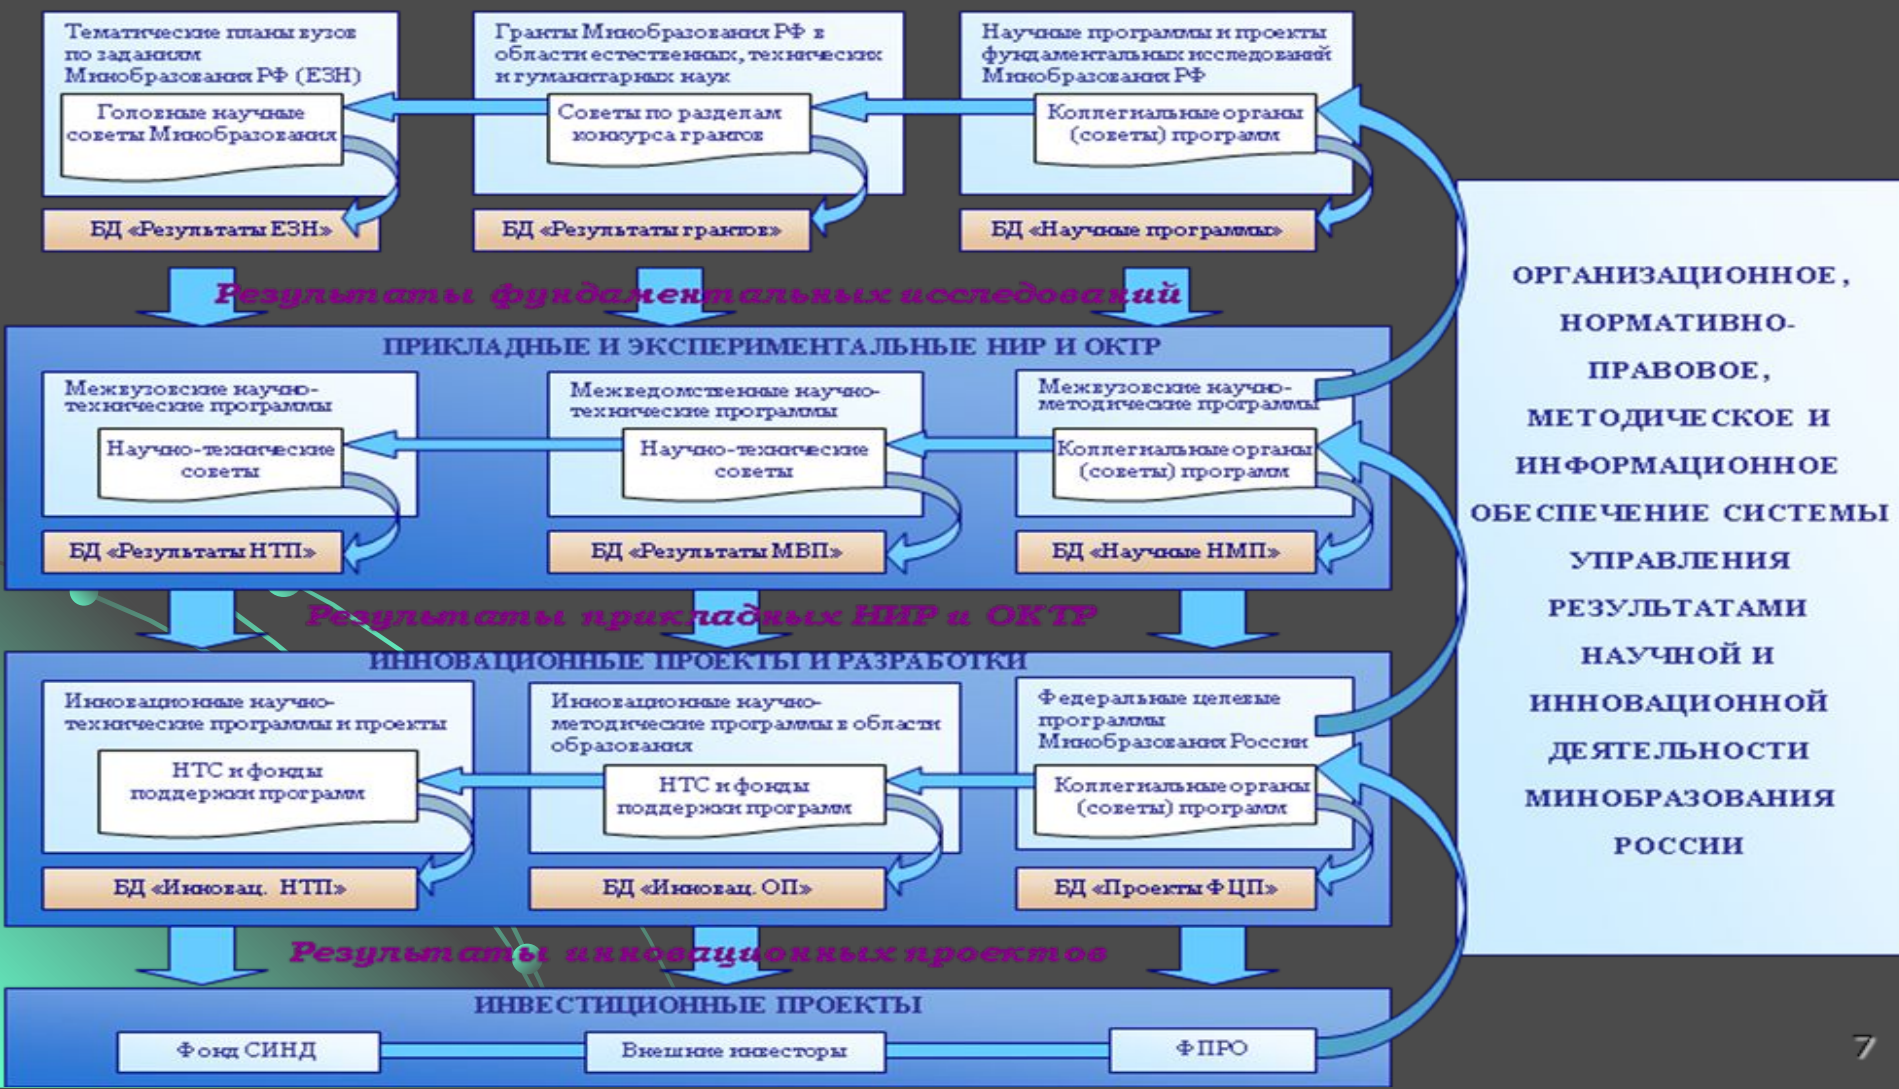 Тематические планы вузов
по заданиям
Минобразования РФ (ЕЗН)
Головные научные
советы Минобразования
БД «Результаты ЕЗН»
Гранты Минобразования РФ в
области естественных, технических
и гуманитарных наук
Советы по разделам
конкурса грантов
БД «Результаты грантов»
Научные программы и проекты
фундаментальных исследований
Минобразования РФ
Коллегиальные органы
(советы) программ
БД «Научные программы»
Результаты фундаментальных исследований
ПРИКЛАДНЫЕ И ЭКСПЕРИМЕНТАЛЬНЫЕ НИР И ОКТР
Межвузовские научно-
технические программы
Научно-технические
советы
БД «Результаты НТП»
Межведомственные научно-
технические программы
Научно-технические
советы
БД «Результаты МВП»
Межвузовские научно-
методические программы
Коллегиальные органы
(советы) программ
БД «Научные НМП»
Результаты прикладных НИР и ОКТР
ИННОВАЦИОННЫЕ ПРОЕКТЫ И РАЗРАБОТКИ
Инновационные научно-
технические программы и проекты
НТС и фонды
поддержки программ
БД «Инновац. НТП»
Инновационные научно-
методические программы в области
образования
НТС и фонды
поддержки программ
БД «Инновац. ОП»
Федеральные целевые
программы
Минобразования России
Коллегиальные органы
(советы) программ
БД «Проекты ФЦП»
Результаты инновационных проектов
ИНВЕСТИЦИОННЫЕ ПРОЕКТЫ
Фонд СИНД
Внешние инвесторы
ФПРО
ОРГАНИЗАЦИОННОЕ,
НОРМАТИВНО-
ПРАВОВОЕ,
МЕТОДИЧЕСКОЕ И
ИНФОРМАЦИОННОЕ
ОБЕСПЕЧЕНИЕ СИСТЕМЫ
УПРАВЛЕНИЯ
РЕЗУЛЬТАТАМИ
НАУЧНОЙ И
ИННОВАЦИОННОЙ
ДЕЯТЕЛЬНОСТИ
МИНОБРАЗОВАНИЯ
РОССИИ
7